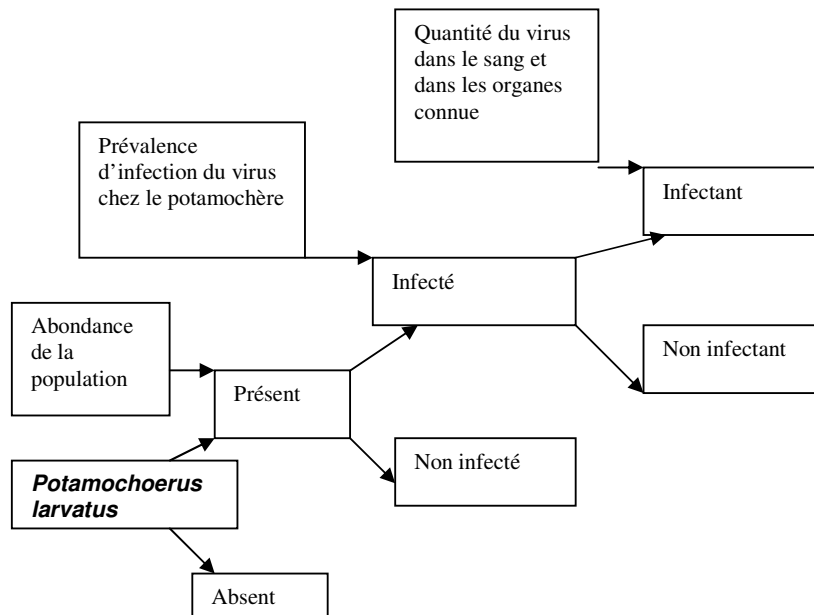 Quantité du virus
dans le sang et
dans les organes
connue
Prévalence
d'infection du virus
chez le potamochère
Infectant
Infecté
Abondance
de la
population
Non infectant
Présent
Non infecté
Potamochoerus
larvatus
Absent